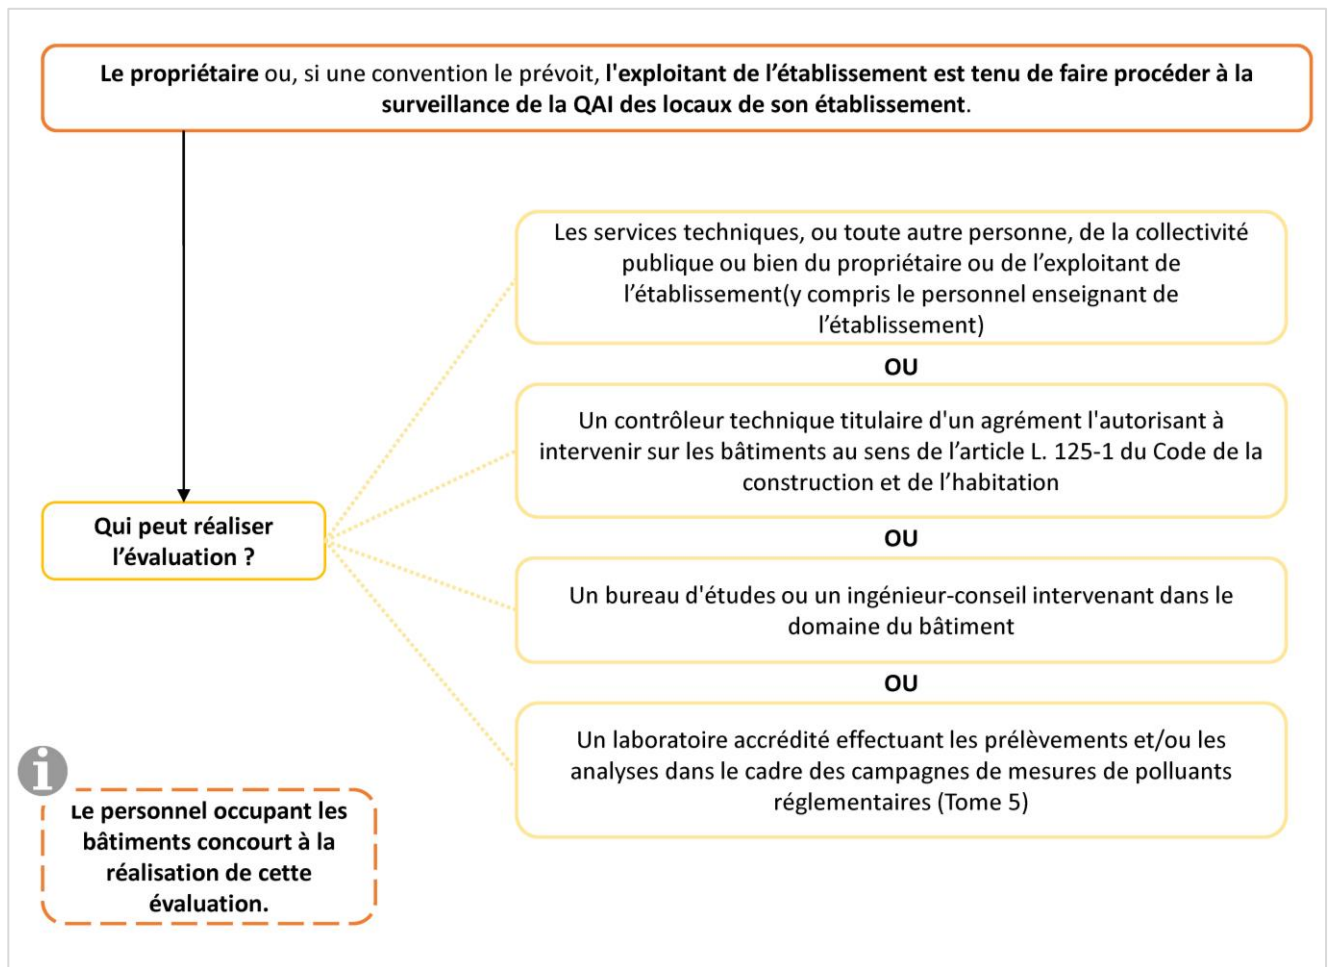 Le propriétaire ou, si une convention le prévoit, l'exploitant de l’établissement est tenu de faire procéder à la
surveillance de la QAI des locaux de son établissement.
Les services techniques, ou toute autre personne, de la collectivité
publique ou bien du propriétaire ou de l’exploitant de
l’établissement(y compris le personnel enseignant de
l’établissement)
OU
Un contrôleur technique titulaire d'un agrément l'autorisant à
intervenir sur les bâtiments au sens de l’article L. 125-1 du Code de la
construction et de l’habitation
Qui peut réaliser
l’évaluation ?
OU
Un bureau d'études ou un ingénieur-conseil intervenant dans le
domaine du bâtiment
OU
Un laboratoire accrédité effectuant les prélèvements et/ou les
analyses dans le cadre des campagnes de mesures de polluants
réglementaires (Tome 5)
i
Le personnel occupant les
bâtiments concourt à la
réalisation de cette
évaluation.